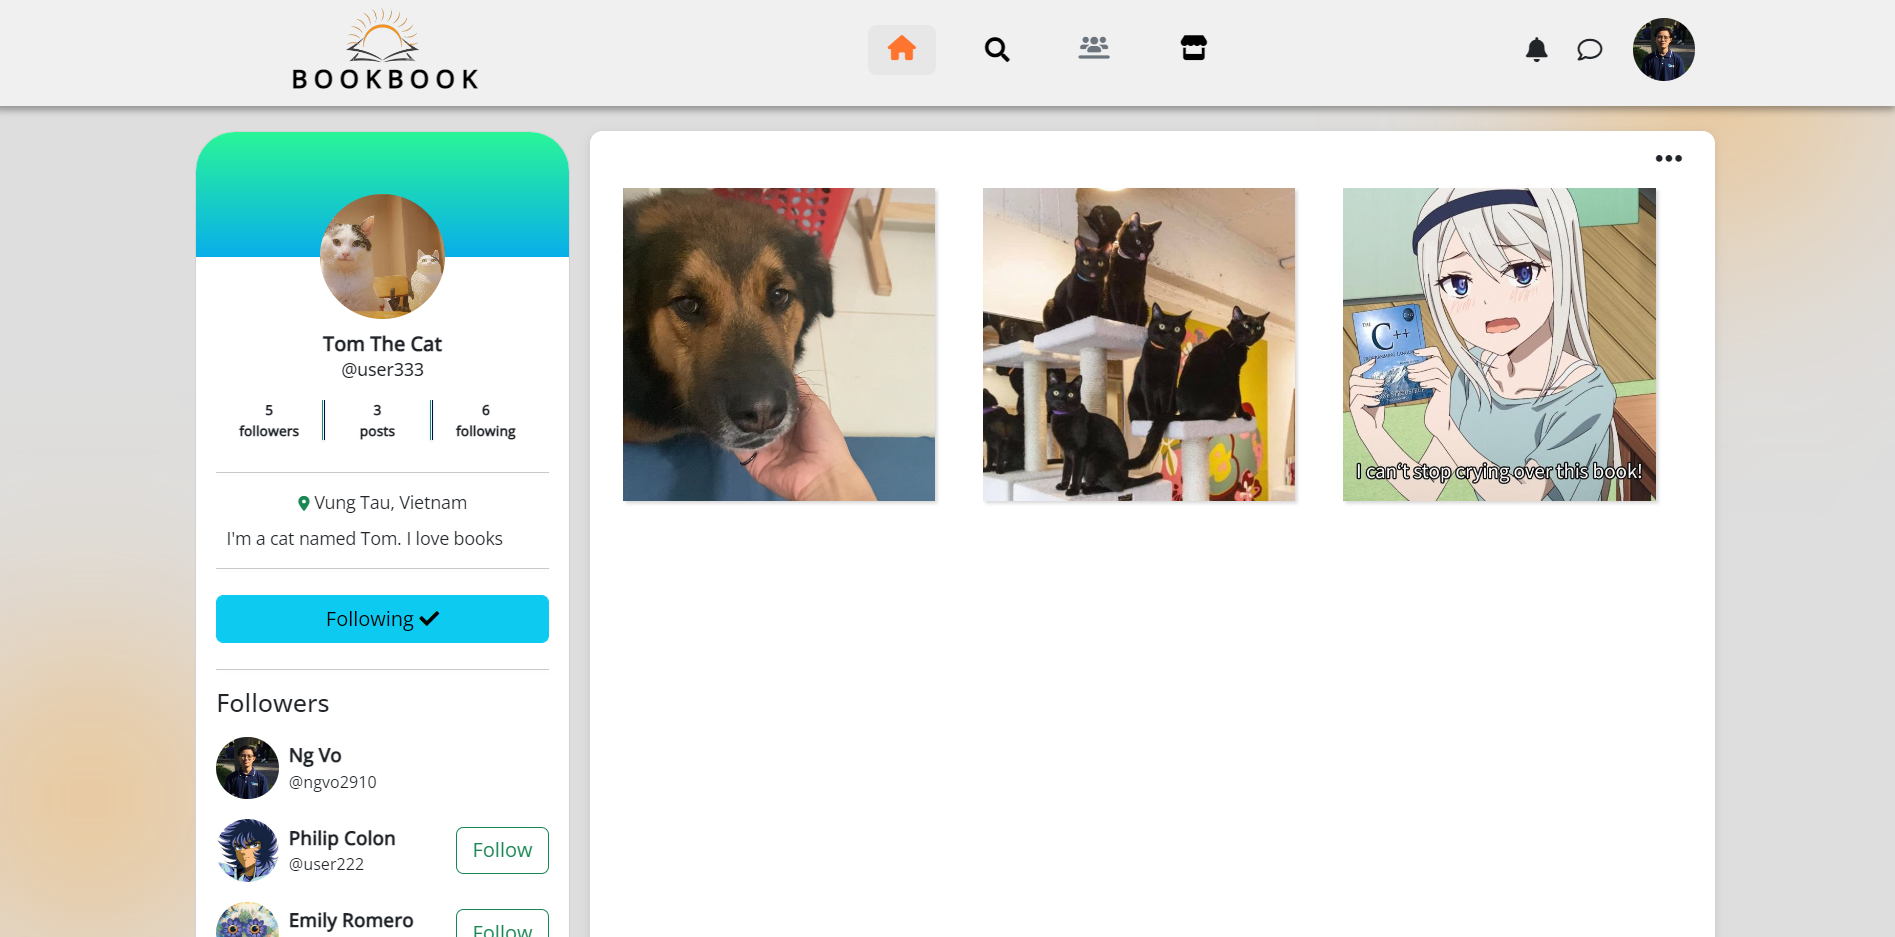 BOOKBOOK
Tom The Cat
@user333
5
followers
3
posts
6
following
Vung Tau, Vietnam
I'm a cat named Tom. I love books
Following
Followers
Ng Vo
@ngvo2910
Philip Colon
@user222
Follow
Emily Romero
Follow
THE
C++
PROGRAMMING LANGUAGE
I can't stop crying over this book!